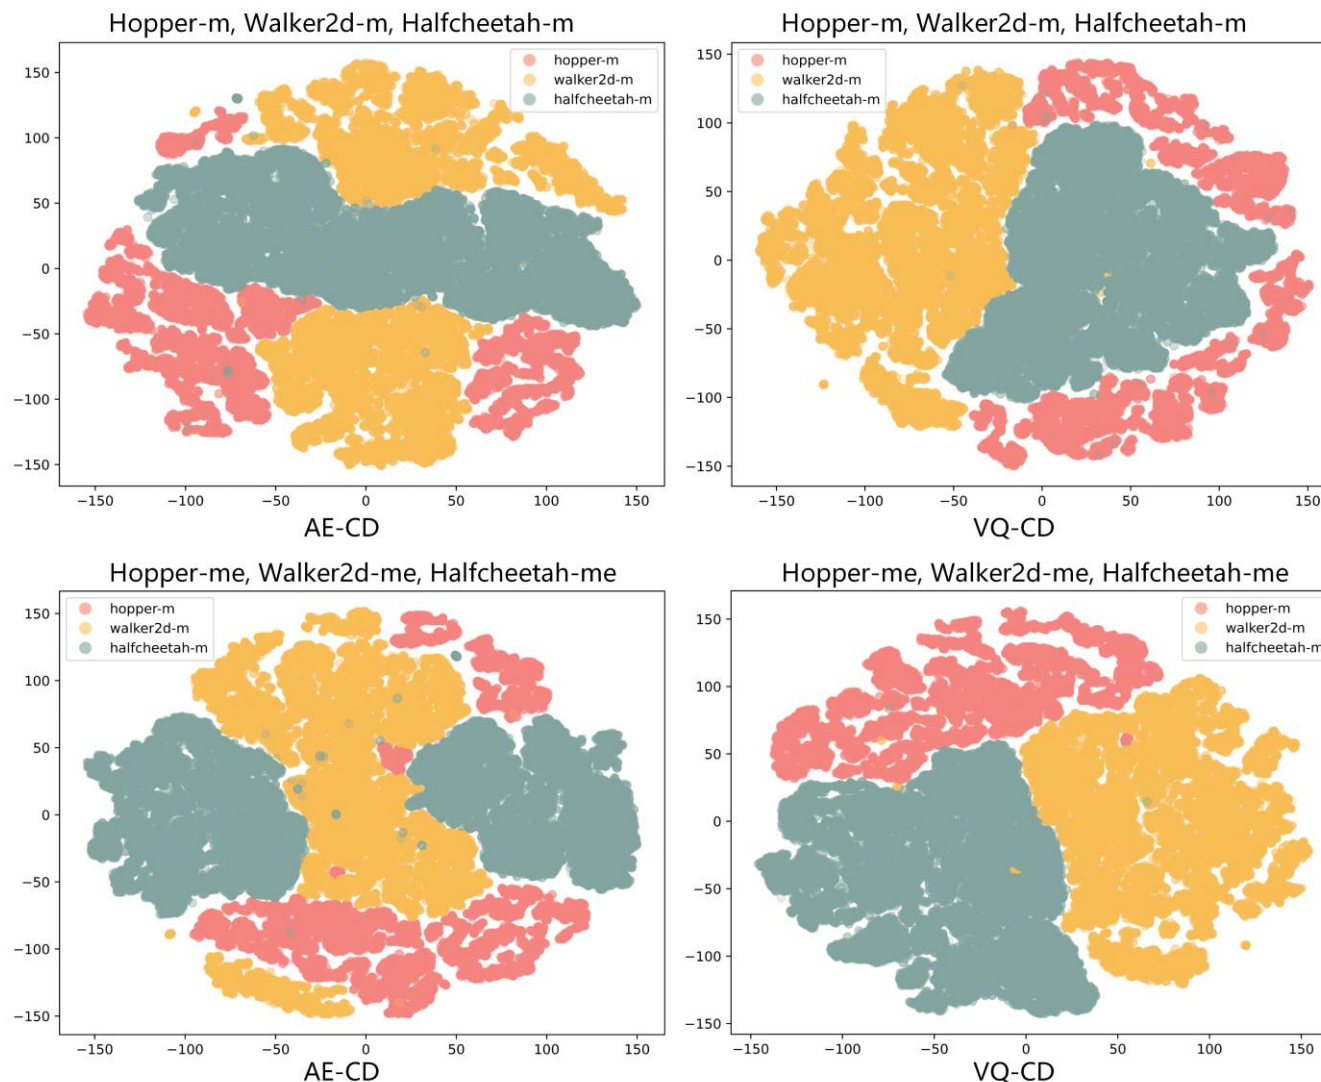 Hopper-m, Walker2d-m, Halfcheetah-m
hopper-m
walker2d-m
halfcheetah-m
150
100
50
0
−50
−100
−150
−150 −100 −50 0 50 100 150
AE-CD
Hopper-m, Walker2d-m, Halfcheetah-m
hopper-m
walker2d-m
halfcheetah-m
150
100
50
0
−50
−100
−150
−150 −100 −50 0 50 100 150
VQ-CD
Hopper-me, Walker2d-me, Halfcheetah-me
hopper-m
walker2d-m
halfcheetah-m
150
100
50
0
−50
−100
−150
−150 −100 −50 0 50 100 150
AE-CD
Hopper-me, Walker2d-me, Halfcheetah-me
hopper-m
walker2d-m
halfcheetah-m
150
100
50
0
−50
−100
−150
−150 −100 −50 0 50 100 150
VQ-CD